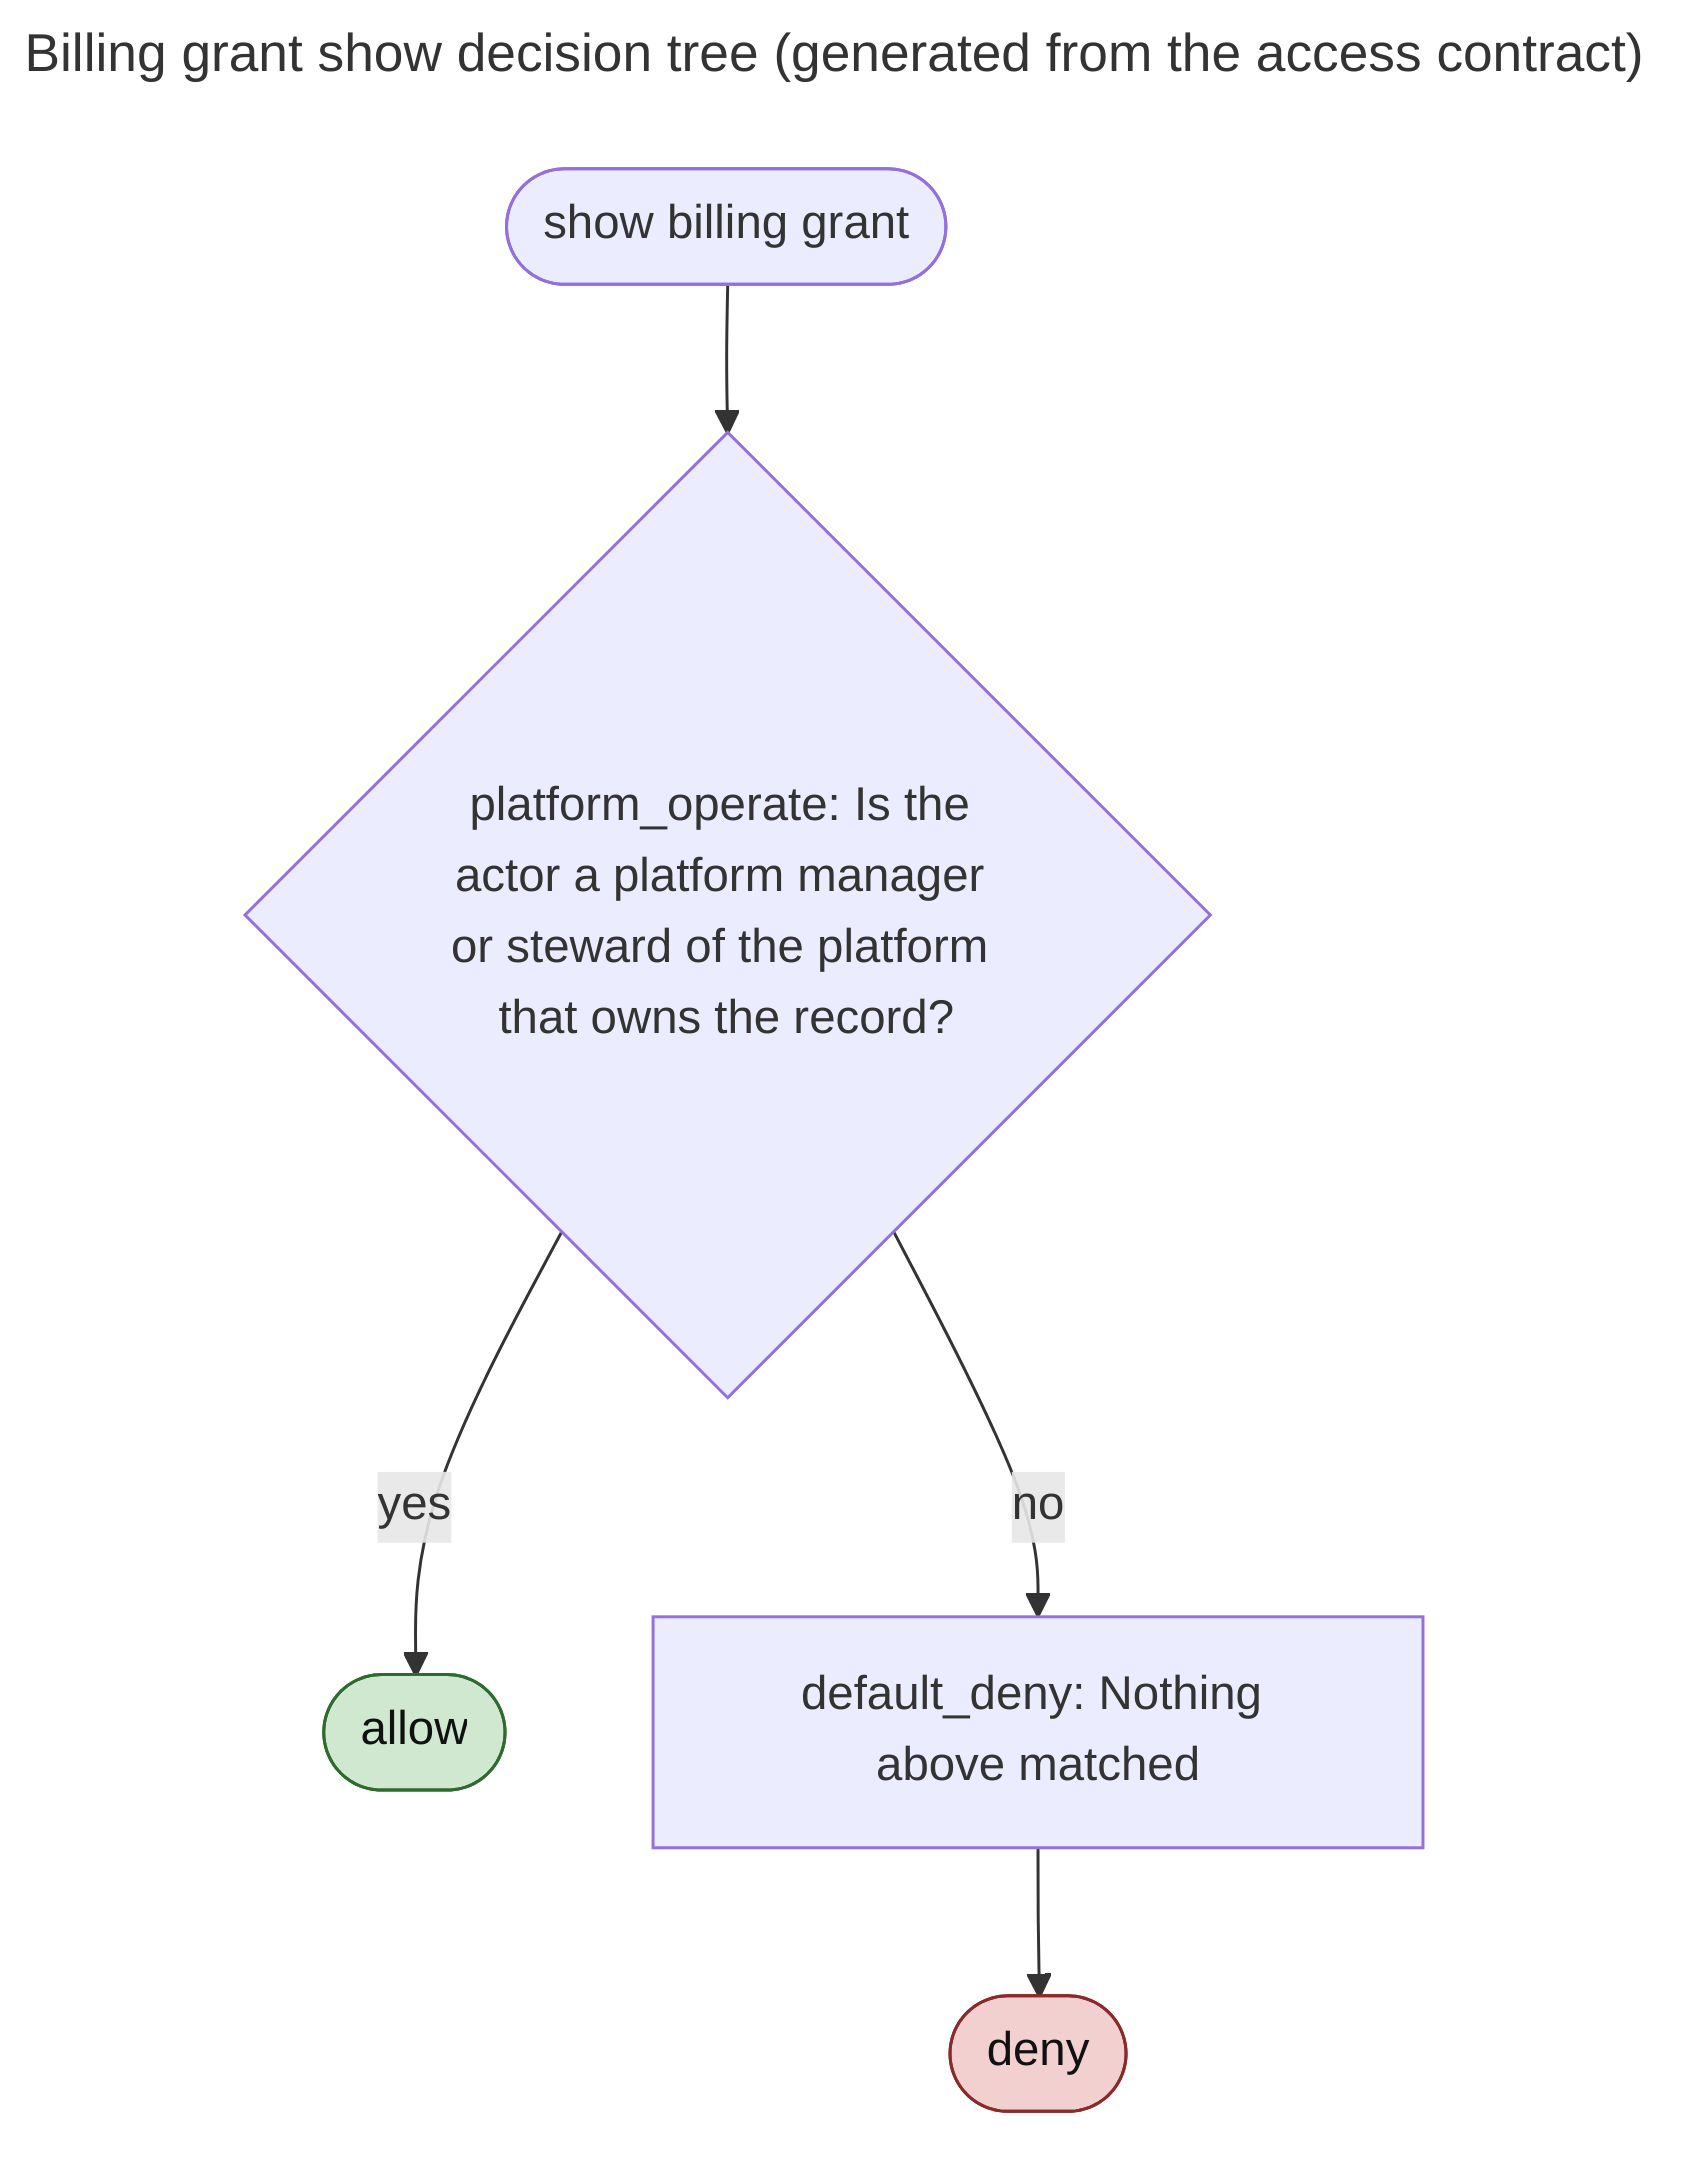 Billing grant show decision tree (generated from the access contract)
show billing grant
platform_operate: Is the
actor a platform manager
or steward of the platform
that owns the record?
yes
no
allow
default_deny: Nothing
above matched
deny